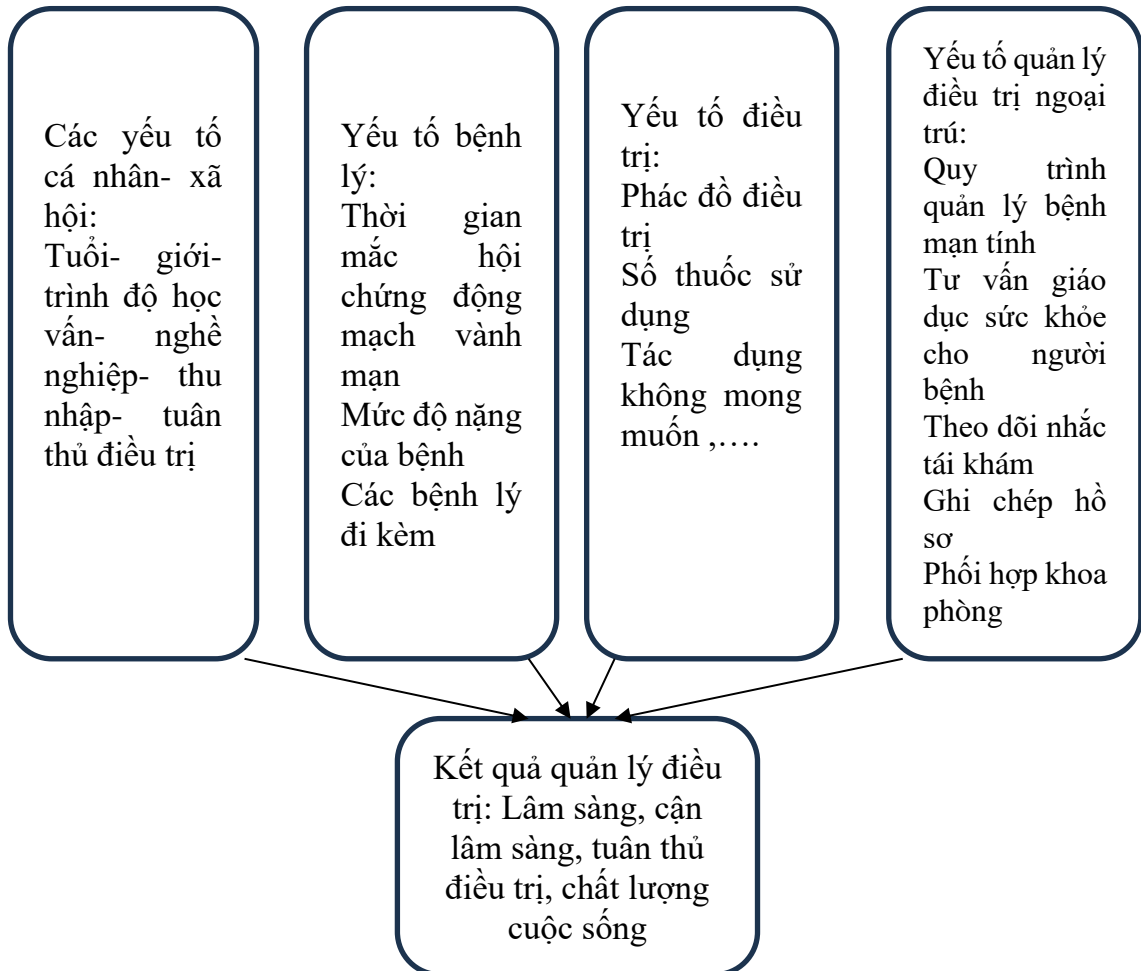 Các yếu tố
cá nhân- xã
hội:
Tuổi- giới-
trình độ học
vấn- nghề
nghiệp- thu
nhập- tuân
thủ điều trị
Yếu tố bệnh
lý:
Thời gian
mắc hội
chứng động
mạch vành
mạn
Mức độ nặng
của bệnh
Các bệnh lý
đi kèm
Yếu tố điều
trị:
Phác đồ điều
trị
Số thuốc sử
dụng
Tác dụng
không mong
muốn ,….
Yếu tố quản lý
điều trị ngoại
trú:
Quy trình
quản lý bệnh
mạn tính
Tư vấn giáo
dục sức khỏe
cho người
bệnh
Theo dõi nhắc
tái khám
Ghi chép hồ
sơ
Phối hợp khoa
phòng
Kết quả quản lý điều
trị: Lâm sàng, cận
lâm sàng, tuân thủ
điều trị, chất lượng
cuộc sống